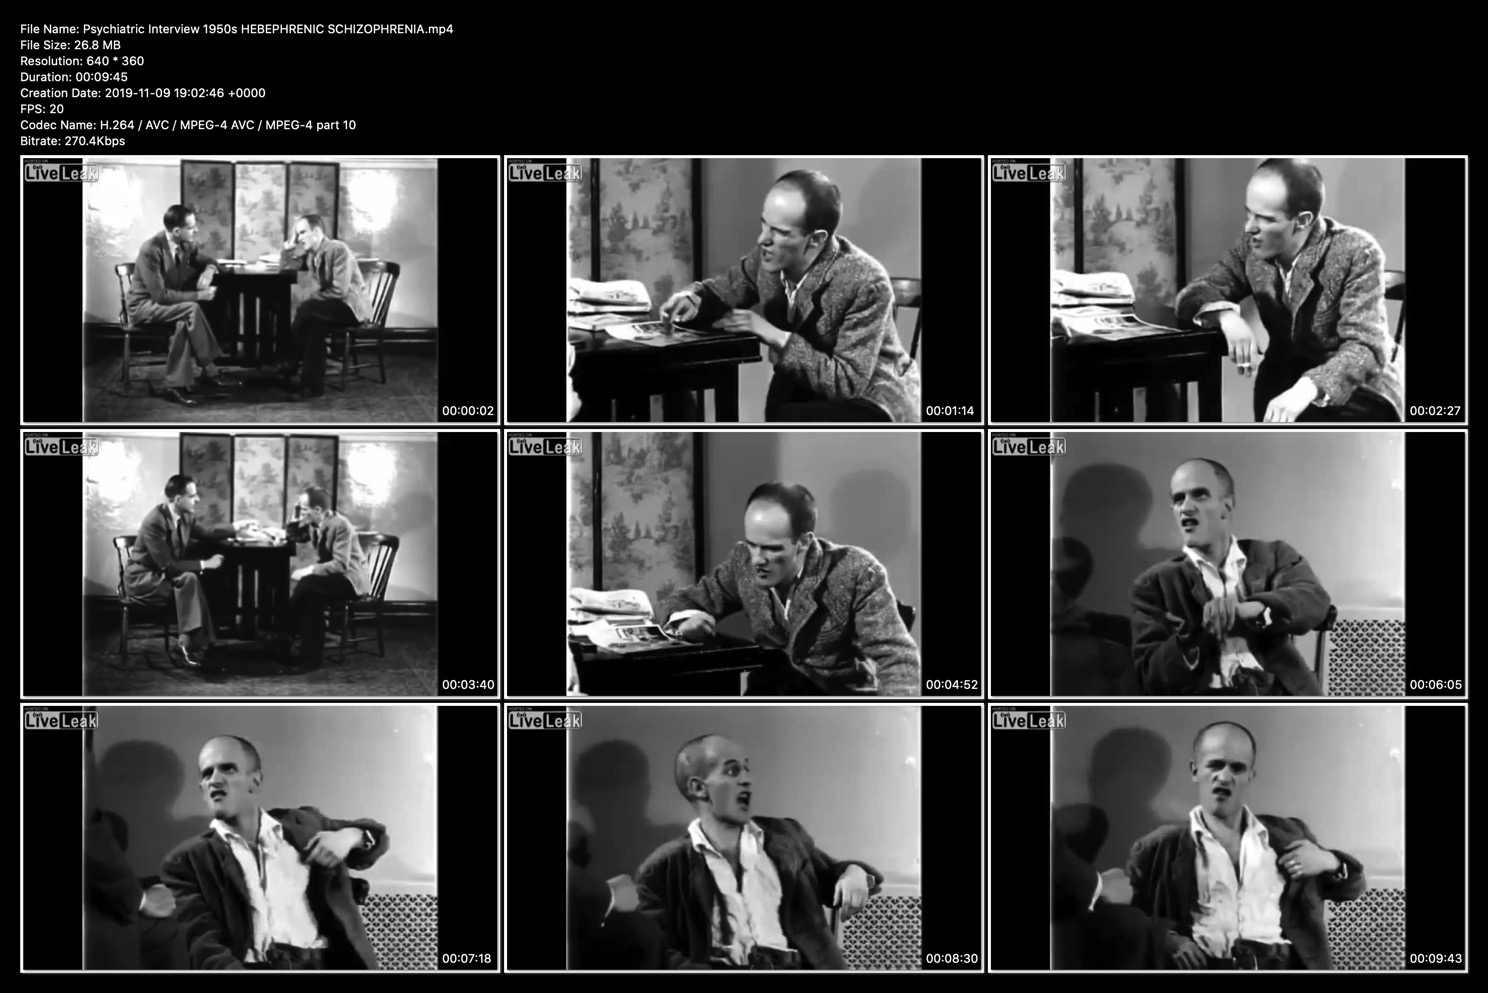 File Name: Psychiatric Interview 1950s HEBEPHRENIC SCHIZOPHRENIA.mp4
File Size: 26.8 MB
Resolution: 640 * 360
Duration: 00:09:45
Creation Date: 2019-11-09 19:02:46 +0000
FPS: 20
Codec Name: H.264 / AVC / MPEG-4 AVC / MPEG-4 part 10
Bitrate: 270.4Kbps
LiveLeak
00:00:02
LiveLeak
00:01:14
LiveLeak
00:02:27
LiveLeak
00:03:40
LiveLeak
00:04:52
LiveLeak
00:06:05
LiveLeak
00:07:18
LiveLeak
00:08:30
LiveLeak
00:09:43